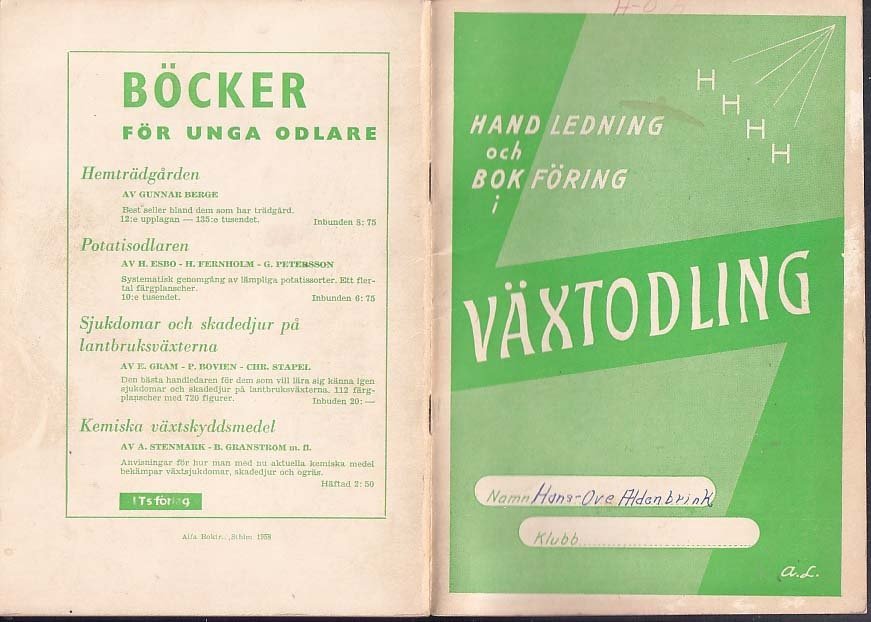 BÖCKER
FÖR UNGA ODLARE
Hemträdgården
AV GUNNAR BERGE
Best seller bland dem som har trädgård.
12:e upplagan — 135:e tusendet. Inbunden 8: 75
Potatisodlaren
AV H. ESBO - H. FERNHOLM - G. PETERSSON
Systematisk genomgång av lämpliga potatissorter. Ett fler-
tal färgplanscher.
10:e tusendet. Inbunden 6: 75
Sjukdomar och skadedjur på
lantbruksväxterna
AV E. GRAM - P. BOVIEN - CHR. STAPEL
Den bästa handledaren för dem som vill lära sig känna igen
sjukdomar och skadedjur på lantbruksväxterna. 112 färg-
planscher med 720 figurer. Inbuden 20: —
Kemiska växtskyddsmedel
AV A. STENMARK - B. GRANSTRÖM m. fl.
Anvisningar för hur man med nu aktuella kemiska medel
bekämpar växtsjukdomar, skadedjur och ogräs.
Häftad 2: 50
LTs förlag
Alfa Boktr., Sthlm 1958
H
H
H
H
HANDLEDNING
och
BOKFÖRING
i
VÄXTODLING
Namn Hans-Ove Aldenbrink
Klubb
a.L.